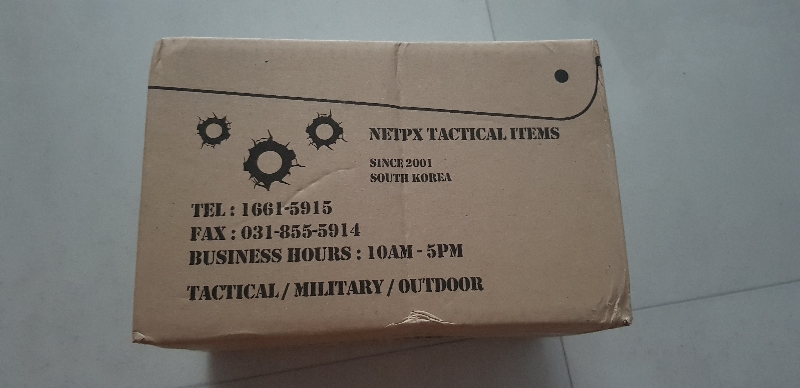 NETPX TACTICAL ITEMS
SINCE 2001
SOUTH KOREA
TEL : 1661-5915
FAX : 031-855-5914
BUSINESS HOURS : 10AM - 5PM
TACTICAL / MILITARY / OUTDOOR